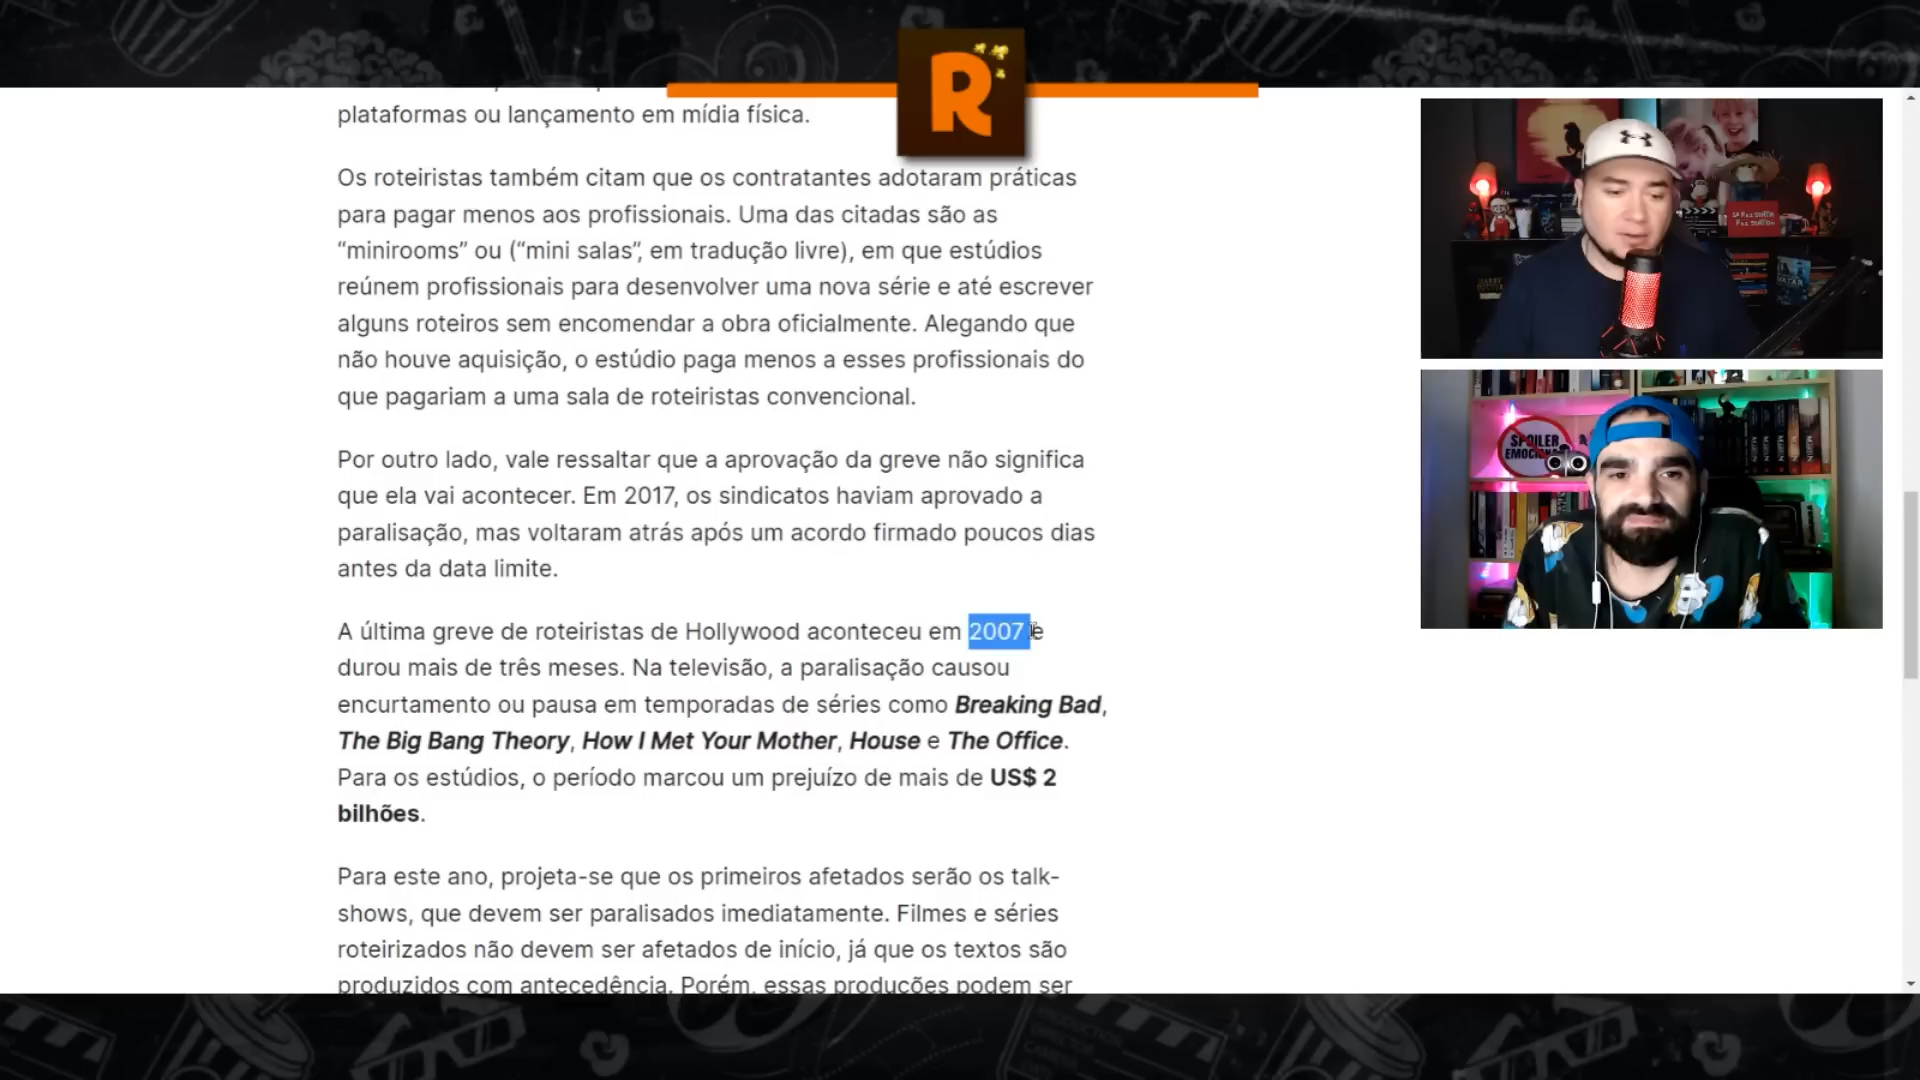 R
plataformas ou lançamento em mídia física.
Os roteiristas também citam que os contratantes adotaram práticas
para pagar menos aos profissionais. Uma das citadas são as
“minirooms” ou (“mini salas”, em tradução livre), em que estúdios
reúnem profissionais para desenvolver uma nova série e até escrever
alguns roteiros sem encomendar a obra oficialmente. Alegando que
não houve aquisição, o estúdio paga menos a esses profissionais do
que pagariam a uma sala de roteiristas convencional.
Por outro lado, vale ressaltar que a aprovação da greve não significa
que ela vai acontecer. Em 2017, os sindicatos haviam aprovado a
paralisação, mas voltaram atrás após um acordo firmado poucos dias
antes da data limite.
A última greve de roteiristas de Hollywood aconteceu em 2007 e
durou mais de três meses. Na televisão, a paralisação causou
encurtamento ou pausa em temporadas de séries como Breaking Bad,
The Big Bang Theory, How I Met Your Mother, House e The Office.
Para os estúdios, o período marcou um prejuízo de mais de US$ 2
bilhões.
Para este ano, projeta-se que os primeiros afetados serão os talk-
shows, que devem ser paralisados imediatamente. Filmes e séries
roteirizados não devem ser afetados de início, já que os textos são
produzidos com antecedência. Porém, essas produções podem ser
SPOILER